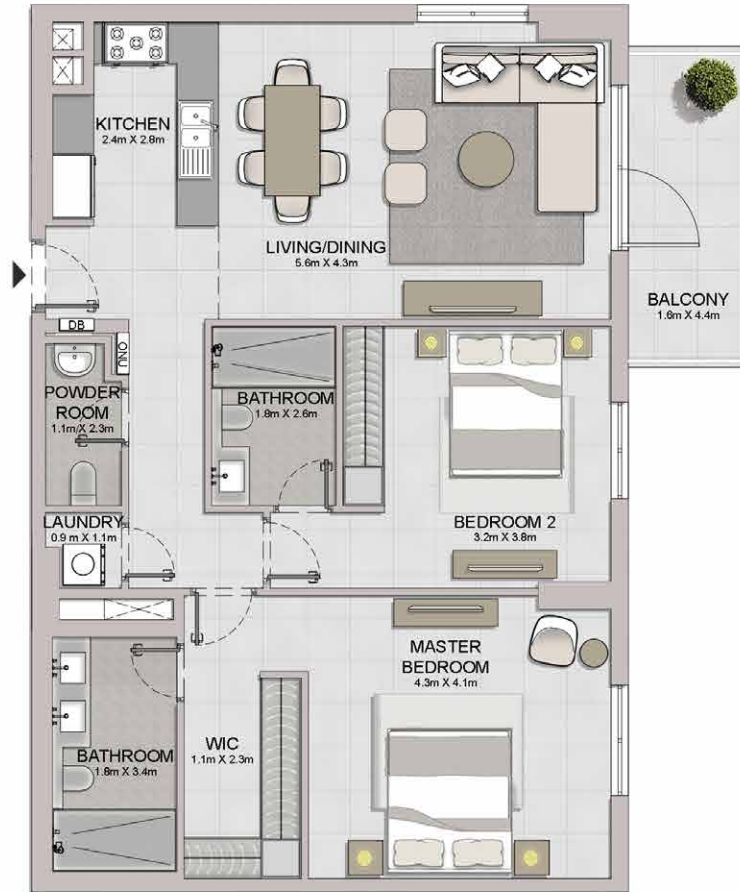 KITCHEN
2.4m X 2.8m
LIVING/DINING
5.6m X 4.3m
BALCONY
1.6m X 4.4m
DB
ONU
POWDER
ROOM
1.1m X 2.3m
BATHROOM
1.8m X 2.6m
LAUNDRY
0.9 m X 1.1m
BEDROOM 2
3.2m X 3.8m
MASTER
BEDROOM
4.3m X 4.1m
WIC
1.1m X 2.3m
BATHROOM
1.8m X 3.4m